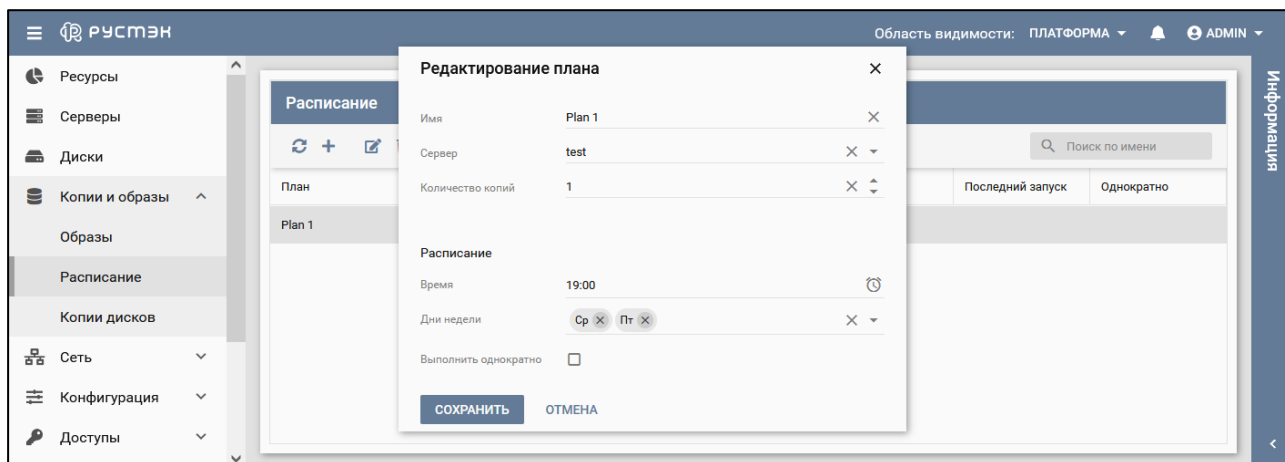 РУСТЭК
Область видимости: ПЛАТФОРМА
ADMIN
Ресурсы
Серверы
Диски
Копии и образы
Образы
Расписание
Копии дисков
Сеть
Конфигурация
Доступы
Расписание
Поиск по имени
План
Последний запуск
Однократно
Plan 1
Редактирование плана
Имя
Plan 1
Сервер
test
Количество копий
1
Расписание
Время
19:00
Дни недели
Ср
Пт
Выполнить однократно
СОХРАНИТЬ
ОТМЕНА
Информация